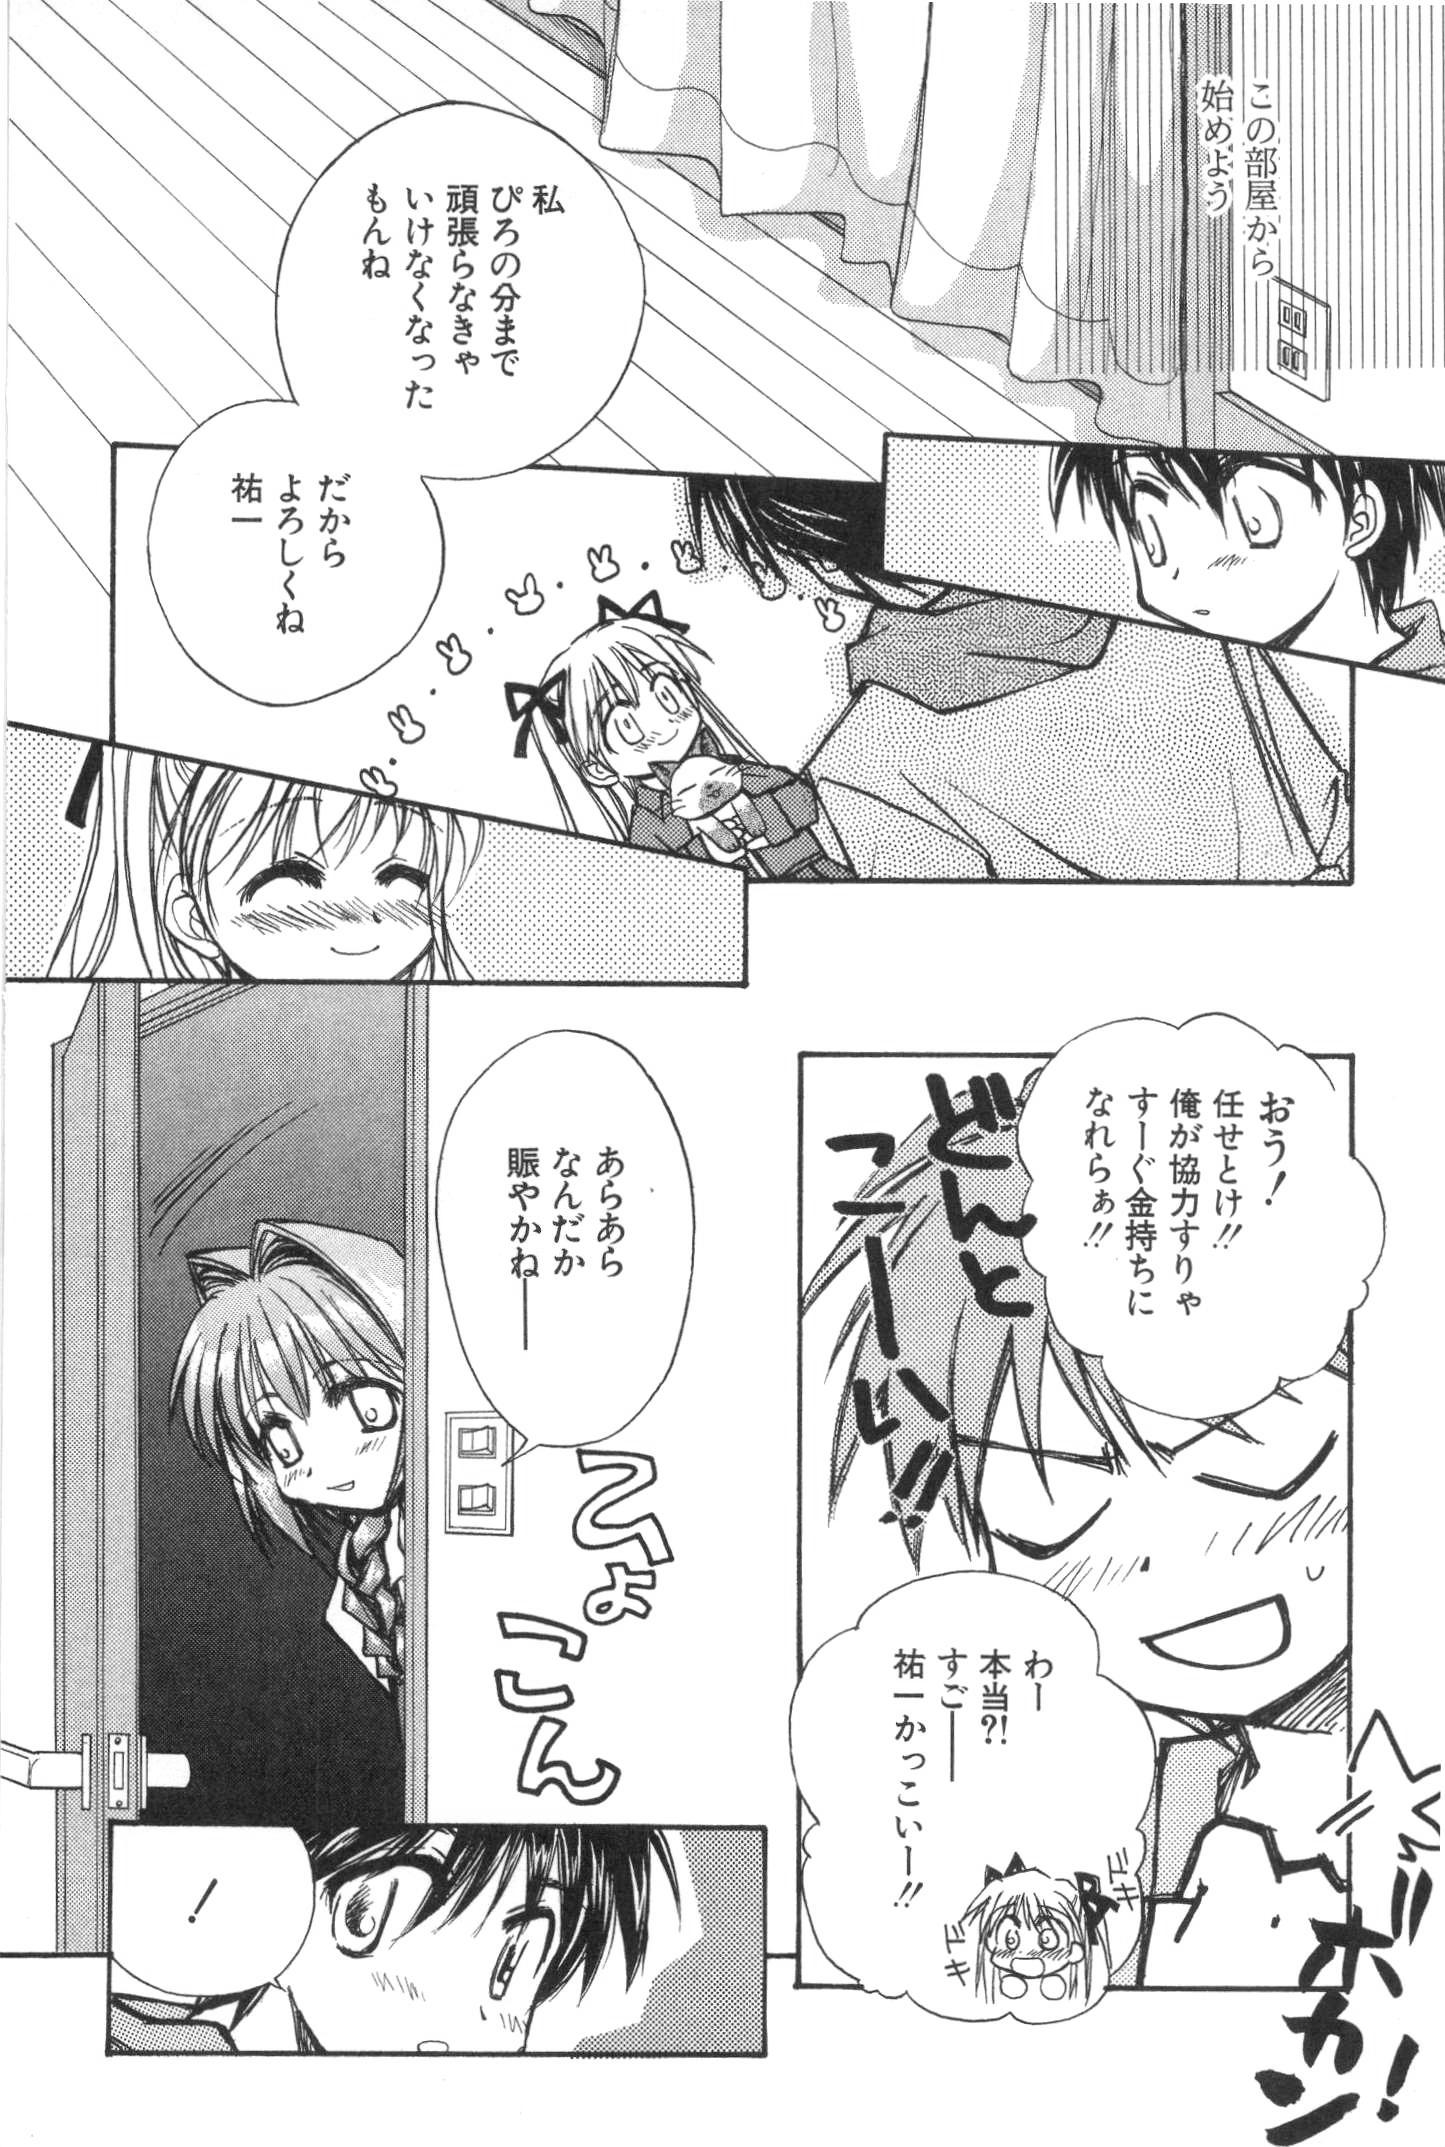 この部屋から
始めよう
私
ぴろの分まで
頑張らなきゃ
いけなくなった
もんね
だから
よろしくね
祐一
おう！
任せとけ!!
俺が協力すりゃ
すーぐ金持ちに
なれらぁ!!
どんと
こーい!!
わー
本当?!
すごー
祐一かっこいー!!
ドキ
ドキ
ボカン！
あらあら
なんだか
賑やかね―
ひょ
こん
！